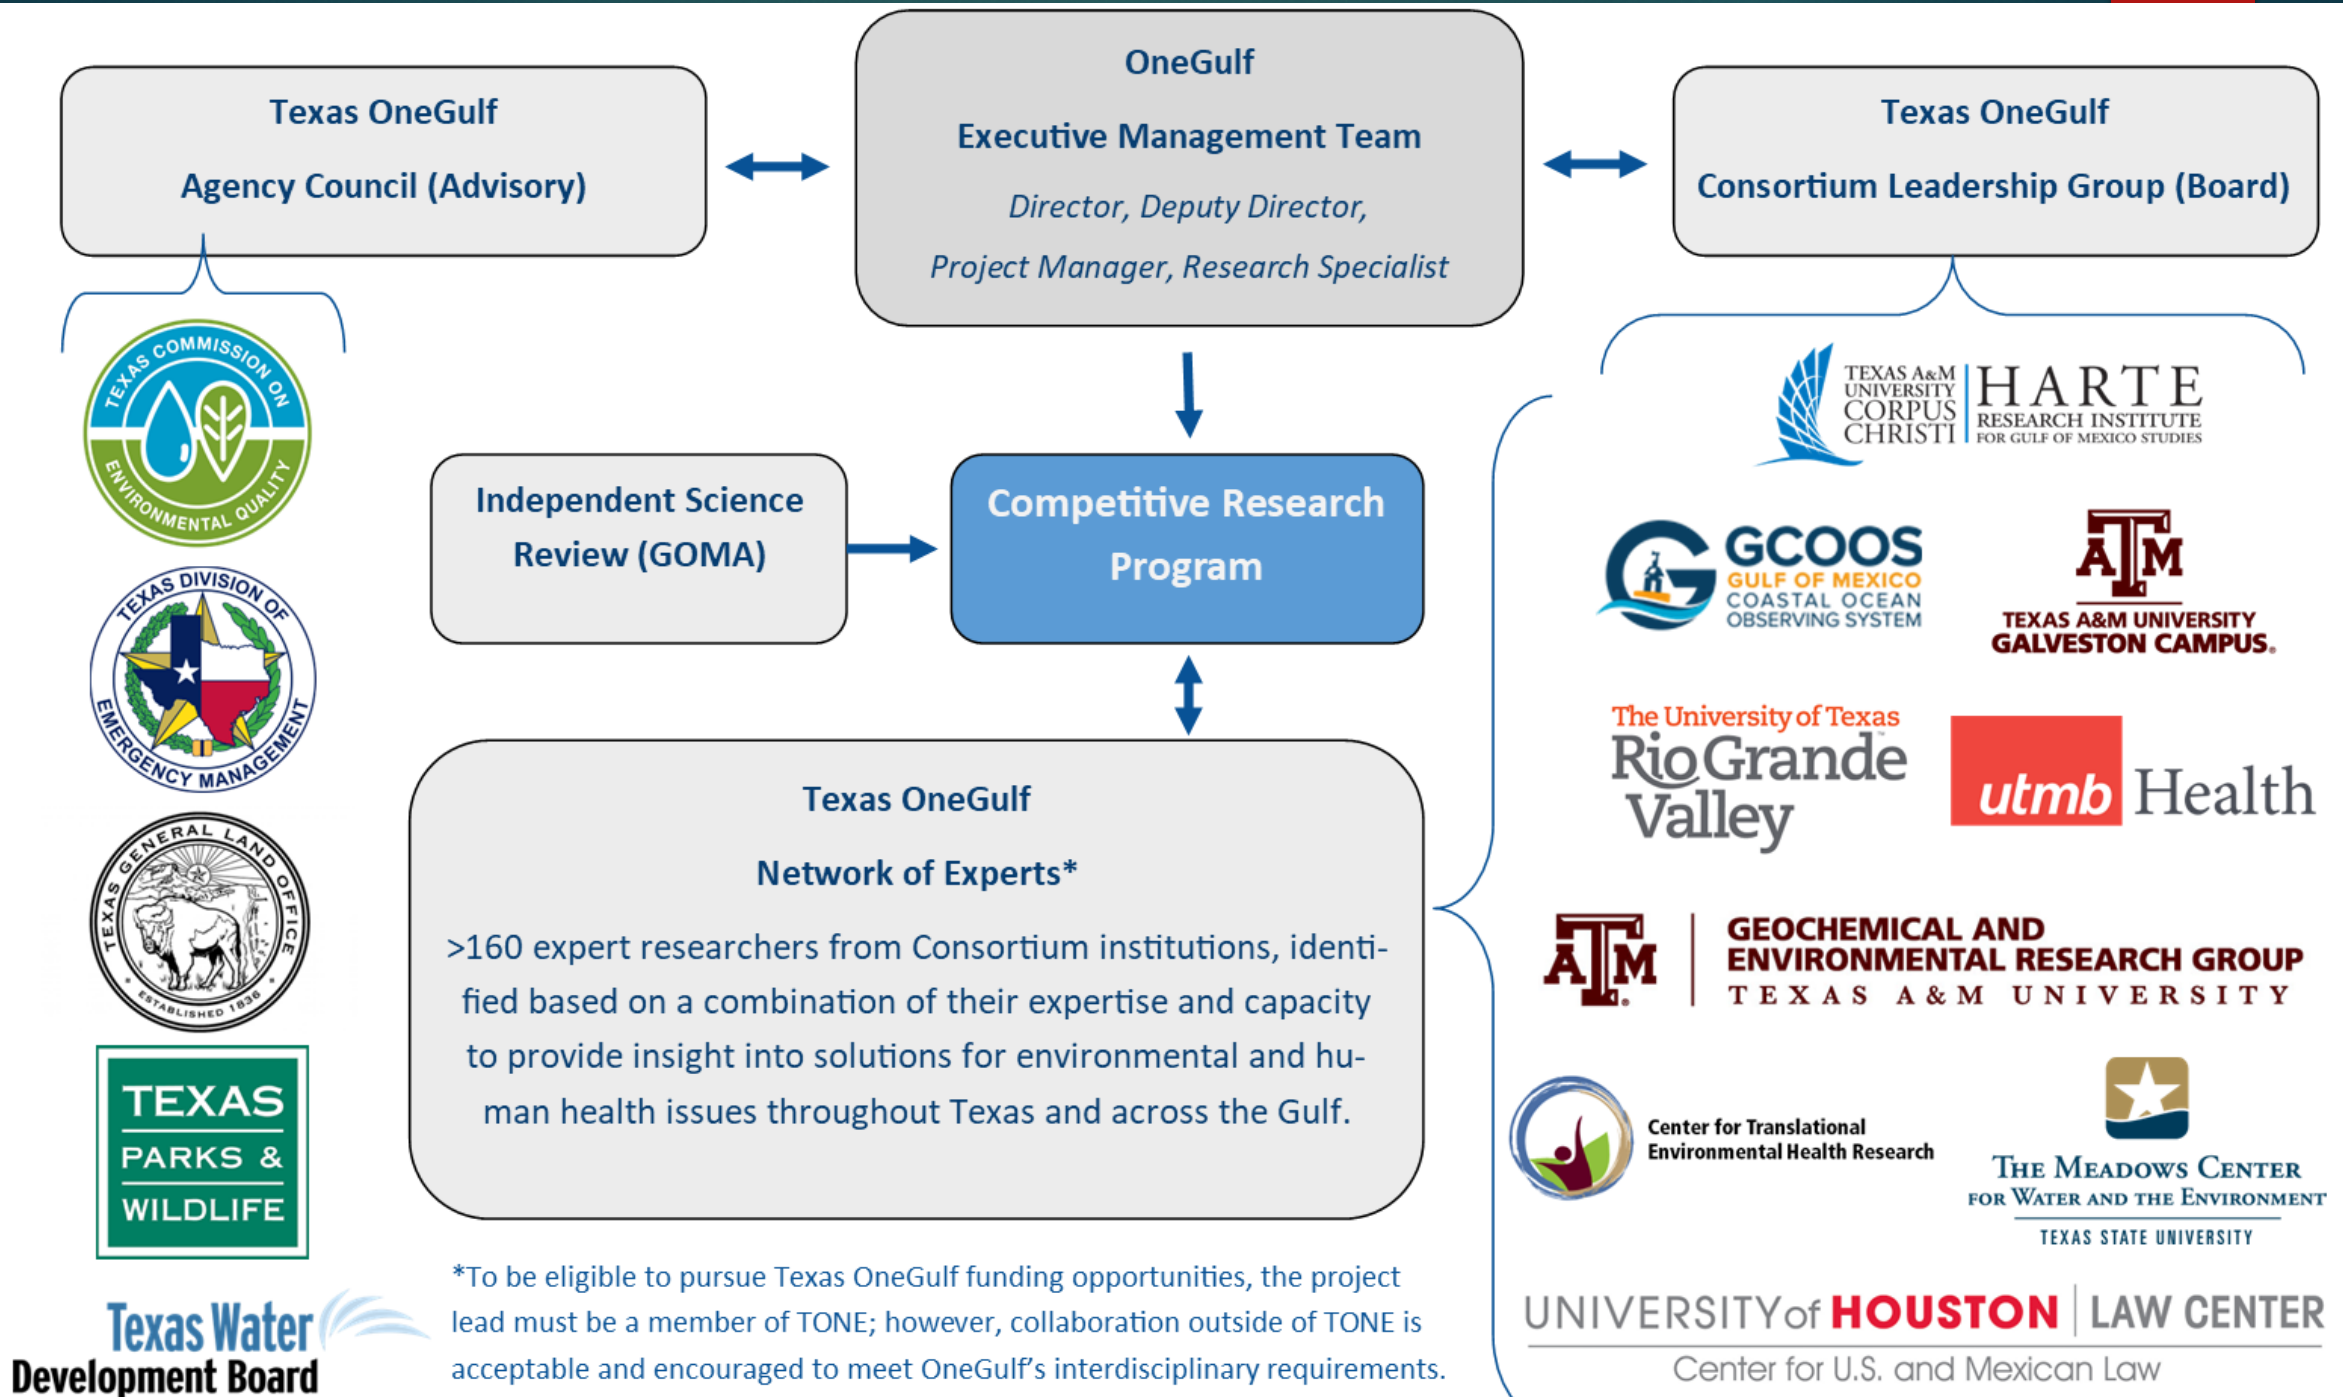 OneGulf
Executive Management Team
Director, Deputy Director,
Project Manager, Research Specialist
Texas OneGulf
Agency Council (Advisory)
Texas OneGulf
Consortium Leadership Group (Board)
TEXAS COMMISSION ON
ENVIRONMENTAL QUALITY
TEXAS DIVISION OF
EMERGENCY MANAGEMENT
TEXAS GENERAL LAND OFFICE
ESTABLISHED 1836
TEXAS
PARKS &
WILDLIFE
Texas Water
Development Board
Independent Science
Review (GOMA)
Competitive Research
Program
Texas OneGulf
Network of Experts*
>160 expert researchers from Consortium institutions, identi-
fied based on a combination of their expertise and capacity
to provide insight into solutions for environmental and hu-
man health issues throughout Texas and across the Gulf.
*To be eligible to pursue Texas OneGulf funding opportunities, the project
lead must be a member of TONE; however, collaboration outside of TONE is
acceptable and encouraged to meet OneGulf’s interdisciplinary requirements.
TEXAS A&M
UNIVERSITY
CORPUS
CHRISTI
HARTE
RESEARCH INSTITUTE
FOR GULF OF MEXICO STUDIES
GCOOS
GULF OF MEXICO
COASTAL OCEAN
OBSERVING SYSTEM
ATM
TEXAS A&M UNIVERSITY
GALVESTON CAMPUS®
The University of Texas
Rio Grande
Valley™
utmb Health
ATM®
GEOCHEMICAL AND
ENVIRONMENTAL RESEARCH GROUP
TEXAS A&M UNIVERSITY
Center for Translational
Environmental Health Research
THE MEADOWS CENTER
FOR WATER AND THE ENVIRONMENT
TEXAS STATE UNIVERSITY
UNIVERSITY of HOUSTON | LAW CENTER
Center for U.S. and Mexican Law